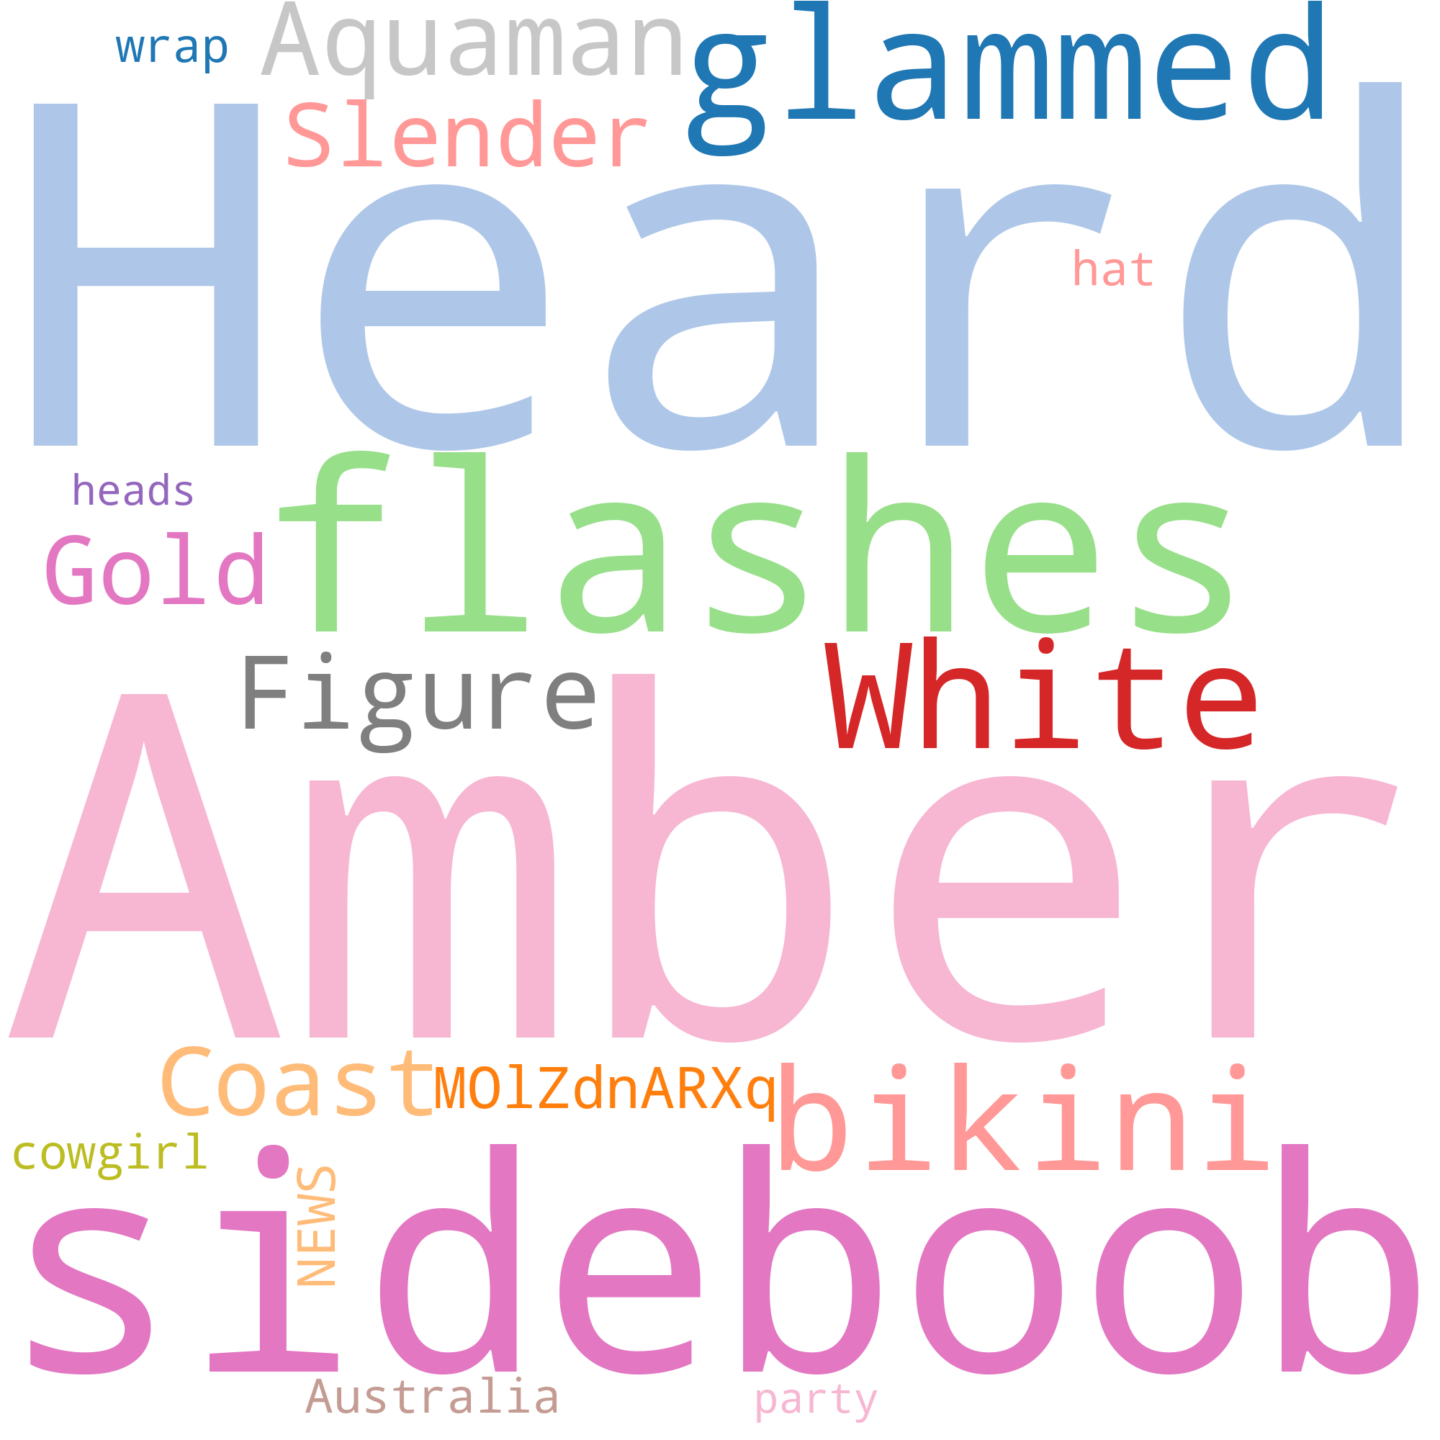 wrap
Aquaman
glammed
Slender
Heard
hat
flashes
heads
Gold
Figure
White
Amber
Coast
MOlZdnARXq
bikini
cowgirl
sideboob
NEWS
Australia
party